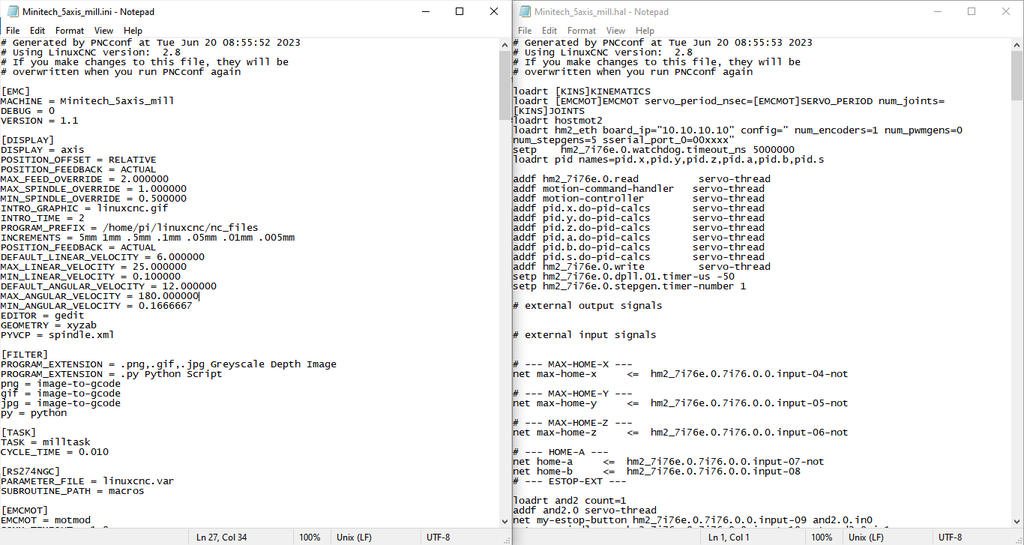 Minitech_5axis_mill.ini - Notepad
File Edit Format View Help
# Generated by PNCconf at Tue Jun 20 08:55:52 2023
# Using LinuxCNC version:  2.8
# If you make changes to this file, they will be
# overwritten when you run PNCconf again
[EMC]
MACHINE = Minitech_5axis_mill
DEBUG = 0
VERSION = 1.1
[DISPLAY]
DISPLAY = axis
POSITION_OFFSET = RELATIVE
POSITION_FEEDBACK = ACTUAL
MAX_FEED_OVERRIDE = 2.000000
MAX_SPINDLE_OVERRIDE = 1.000000
MIN_SPINDLE_OVERRIDE = 0.500000
INTRO_GRAPHIC = linuxcnc.gif
INTRO_TIME = 2
PROGRAM_PREFIX = /home/pi/linuxcnc/nc_files
INCREMENTS = 5mm 1mm .5mm .1mm .05mm .01mm .005mm
POSITION_FEEDBACK = ACTUAL
DEFAULT_LINEAR_VELOCITY = 6.000000
MAX_LINEAR_VELOCITY = 25.000000
MIN_LINEAR_VELOCITY = 0.100000
DEFAULT_ANGULAR_VELOCITY = 12.000000
MAX_ANGULAR_VELOCITY = 180.000000
MIN_ANGULAR_VELOCITY = 0.1666667
EDITOR = gedit
GEOMETRY = xyzab
PYVCP = spindle.xml
[FILTER]
PROGRAM_EXTENSION = .png,.gif,.jpg Greyscale Depth Image
PROGRAM_EXTENSION = .py Python Script
png = image-to-gcode
gif = image-to-gcode
jpg = image-to-gcode
py = python
[TASK]
TASK = milltask
CYCLE_TIME = 0.010
[RS274NGC]
PARAMETER_FILE = linuxcnc.var
SUBROUTINE_PATH = macros
[EMCMOT]
EMCMOT = motmod
Ln 27, Col 34 100% Unix (LF) UTF-8
Minitech_5axis_mill.hal - Notepad
File Edit Format View Help
# Generated by PNCconf at Tue Jun 20 08:55:53 2023
# Using LinuxCNC version:  2.8
# If you make changes to this file, they will be
# overwritten when you run PNCconf again
loadrt [KINS]KINEMATICS
loadrt [EMCMOT]EMCMOT servo_period_nsec=[EMCMOT]SERVO_PERIOD num_joints=
[KINS]JOINTS
loadrt hostmot2
loadrt hm2_eth board_ip="10.10.10.10" config=" num_encoders=1 num_pwmgens=0
num_stepgens=5 sserial_port_0=00xxxx"
setp    hm2_7i76e.0.watchdog.timeout_ns 5000000
loadrt pid names=pid.x,pid.y,pid.z,pid.a,pid.b,pid.s
addf hm2_7i76e.0.read          servo-thread
addf motion-command-handler   servo-thread
addf motion-controller        servo-thread
addf pid.x.do-pid-calcs       servo-thread
addf pid.y.do-pid-calcs       servo-thread
addf pid.z.do-pid-calcs       servo-thread
addf pid.a.do-pid-calcs       servo-thread
addf pid.b.do-pid-calcs       servo-thread
addf pid.s.do-pid-calcs       servo-thread
addf hm2_7i76e.0.write         servo-thread
setp hm2_7i76e.0.dpll.01.timer-us -50
setp hm2_7i76e.0.stepgen.timer-number 1
# external output signals
# external input signals
# --- MAX-HOME-X ---
net max-home-x     <=  hm2_7i76e.0.7i76.0.0.input-04-not
# --- MAX-HOME-Y ---
net max-home-y     <=  hm2_7i76e.0.7i76.0.0.input-05-not
# --- MAX-HOME-Z ---
net max-home-z     <=  hm2_7i76e.0.7i76.0.0.input-06-not
# --- HOME-A ---
net home-a     <=  hm2_7i76e.0.7i76.0.0.input-07-not
net home-b     <=  hm2_7i76e.0.7i76.0.0.input-08
# --- ESTOP-EXT ---
loadrt and2 count=1
addf and2.0 servo-thread
net my-estop-button hm2_7i76e.0.7i76.0.0.input-09 and2.0.in0
Ln 1, Col 1 100% Unix (LF) UTF-8